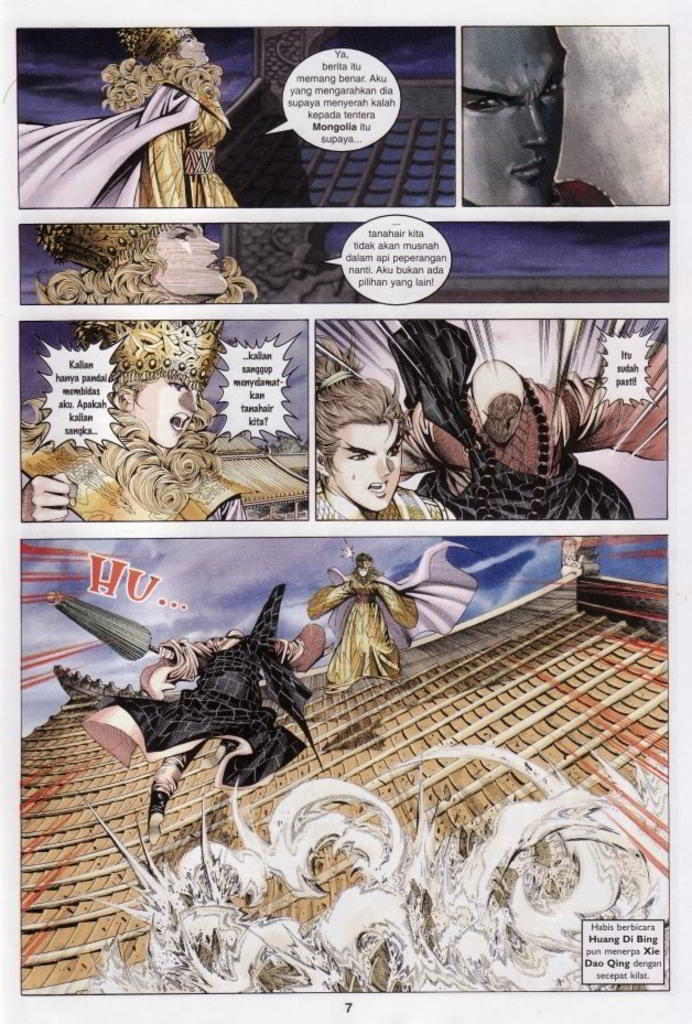 Ya,
berita itu
memang benar. Aku
yang mengarahkan dia
supaya menyerah kalah
kepada tentera
Mongolia itu
supaya...
...
tanahair kita
tidak akan musnah
dalam api peperangan
nanti. Aku bukan ada
pilihan yang lain!
Kalian
hanya pandai
membidas
aku. Apakah
kalian
sangka...
..kalian
sanggup
menyelamat-
kan
tanahair
kita?
Itu
sudah
pasti!
HU...
Habis berbicara
Huang Di Bing
pun menerpa Xie
Dao Qing dengan
secepat kilat.
7